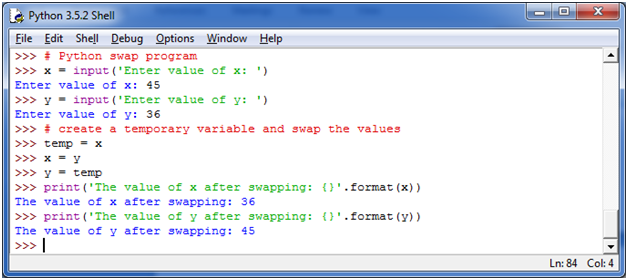 Python 3.5.2 Shell
File Edit Shell Debug Options Window Help
>>> # Python swap program
>>> x = input('Enter value of x: ')
Enter value of x: 45
>>> y = input('Enter value of y: ')
Enter value of y: 36
>>> # create a temporary variable and swap the values
>>> temp = x
>>> x = y
>>> y = temp
>>> print('The value of x after swapping: {}'.format(x))
The value of x after swapping: 36
>>> print('The value of y after swapping: {}'.format(y))
The value of y after swapping: 45
>>>
Ln: 84 Col: 4